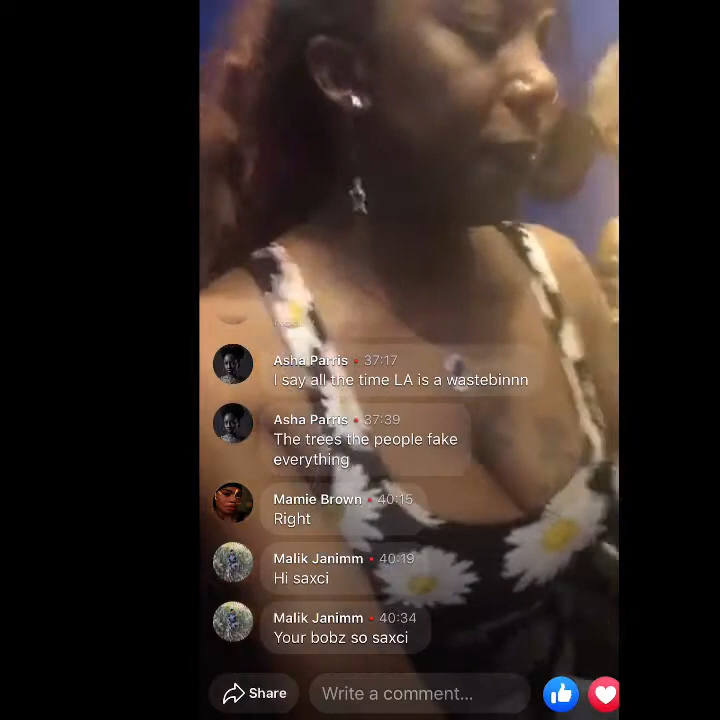 Asha Parris • 37:17
I say all the time LA is a wastebinnn
Asha Parris • 37:39
The trees the people fake
everything
Mamie Brown • 40:15
Right
Malik Janimm • 40:19
Hi saxci
Malik Janimm • 40:34
Your bobz so saxci
Share
Write a comment...